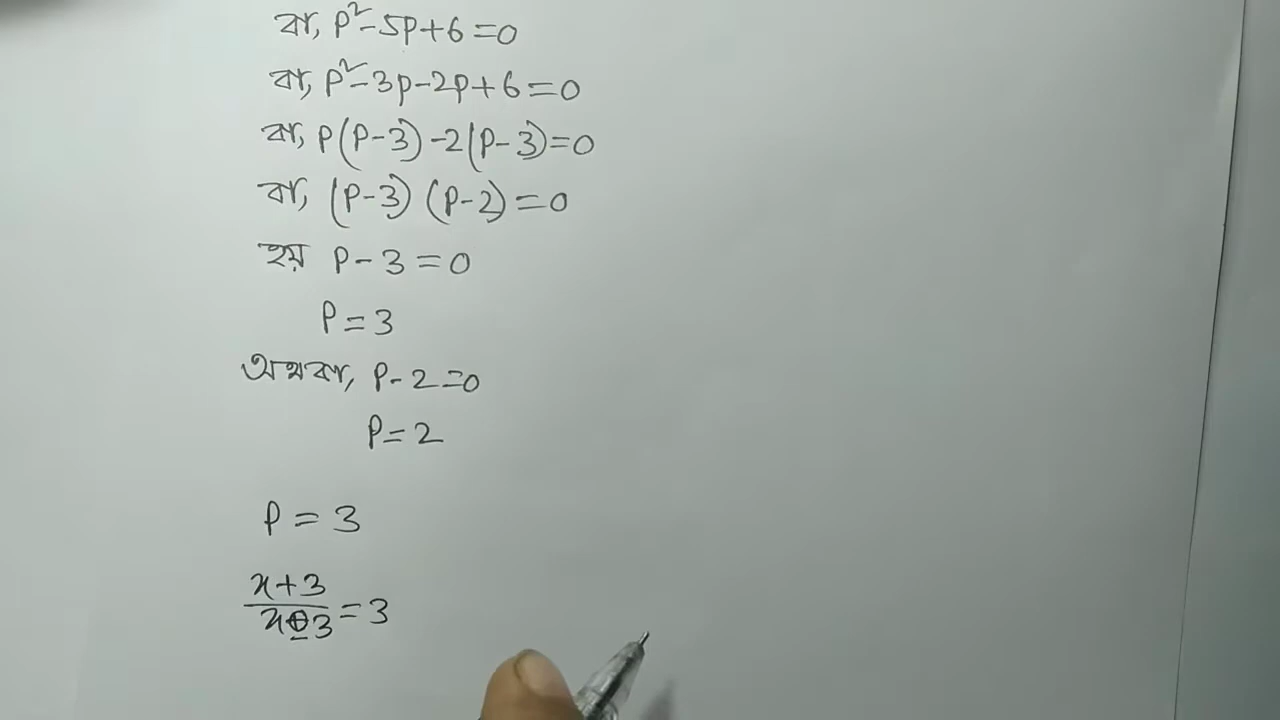 বা, p²-5p+6=0
বা, p²-3p-2p+6=0
বা, p(p-3)-2(p-3)=0
বা, (p-3) (p-2)=0
হয় p-3=0
p=3
অথবা, p-2=0
p=2
p=3
x+3
x-3 =3